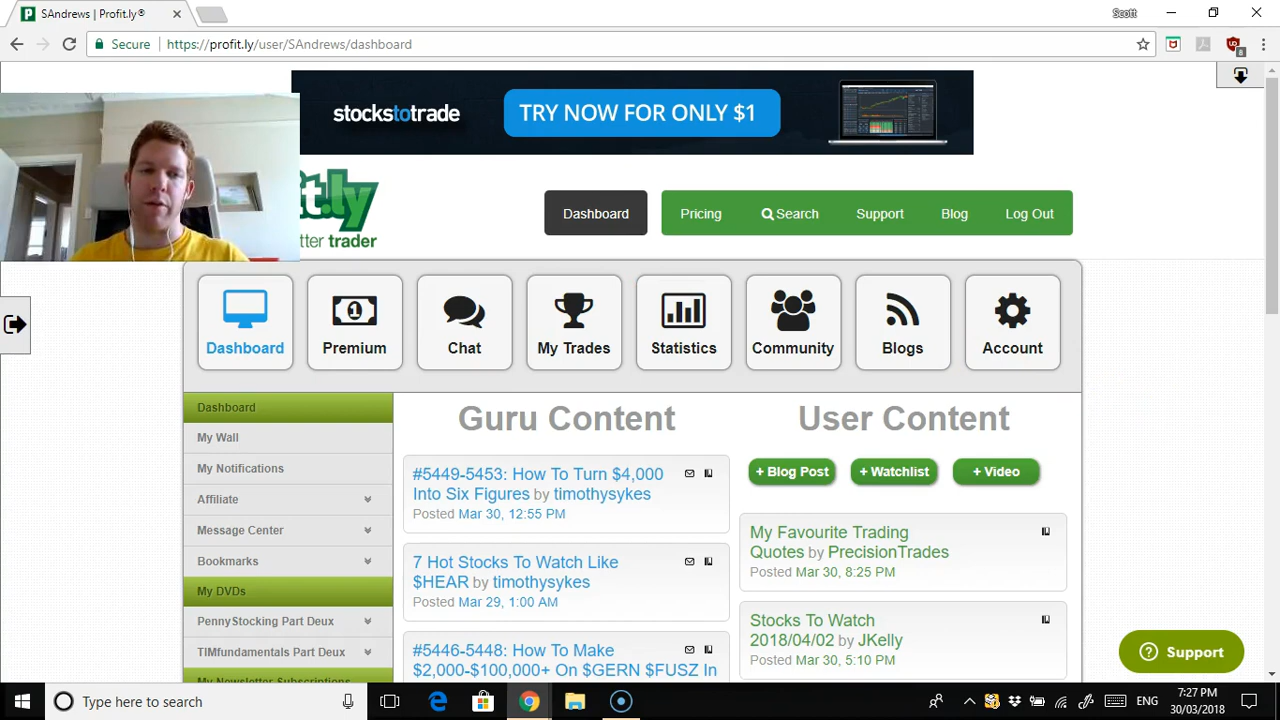 SAndrews | Profit.ly®
Scott
Secure
https://profit.ly/user/SAndrews/dashboard
8
stockstotrade
TRY NOW FOR ONLY $1
t.ly
tter trader
Dashboard
Pricing
Search
Support
Blog
Log Out
Dashboard
Premium
Chat
My Trades
Statistics
Community
Blogs
Account
Dashboard
My Wall
My Notifications
Affiliate
Message Center
Bookmarks
My DVDs
PennyStocking Part Deux
TIMfundamentals Part Deux
My Newsletter Subscriptions
Guru Content
#5449-5453: How To Turn $4,000
Into Six Figures by timothysykes
Posted Mar 30, 12:55 PM
7 Hot Stocks To Watch Like
$HEAR by timothysykes
Posted Mar 29, 1:00 AM
#5446-5448: How To Make
$2,000-$100,000+ On $GERN $FUSZ In
User Content
+ Blog Post
+ Watchlist
+ Video
My Favourite Trading
Quotes by PrecisionTrades
Posted Mar 30, 8:25 PM
Stocks To Watch
2018/04/02 by JKelly
Posted Mar 30, 5:10 PM
Support
Type here to search
ENG
7:27 PM
30/03/2018